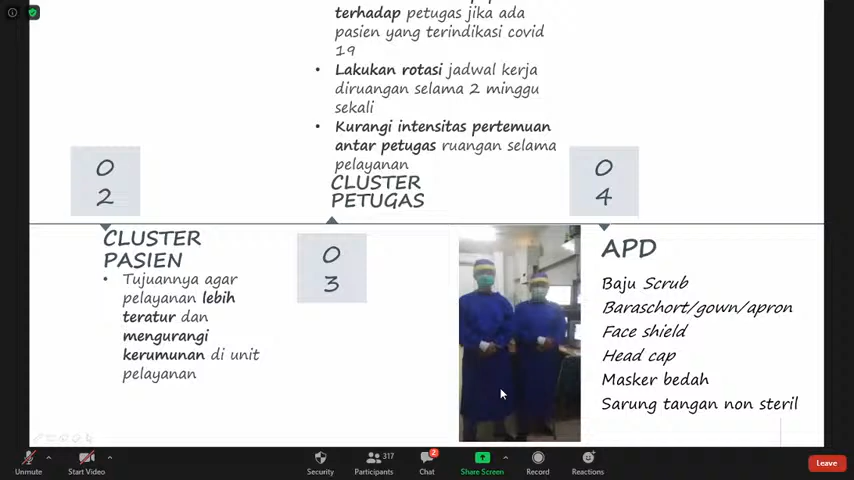 terhadap petugas jika ada
pasien yang terindikasi covid
19
• Lakukan rotasi jadwal kerja
diruangan selama 2 minggu
sekali
• Kurangi intensitas pertemuan
antar petugas ruangan selama
pelayanan
CLUSTER
PETUGAS
0
2
CLUSTER
PASIEN
• Tujuannya agar
pelayanan lebih
teratur dan
mengurangi
kerumunan di unit
pelayanan
0
3
0
4
APD
Baju Scrub
Baraschort/gown/apron
Face shield
Head cap
Masker bedah
Sarung tangan non steril
Unmute
Start Video
Security
317
Participants
2
Chat
Share Screen
Record
Reactions
Leave